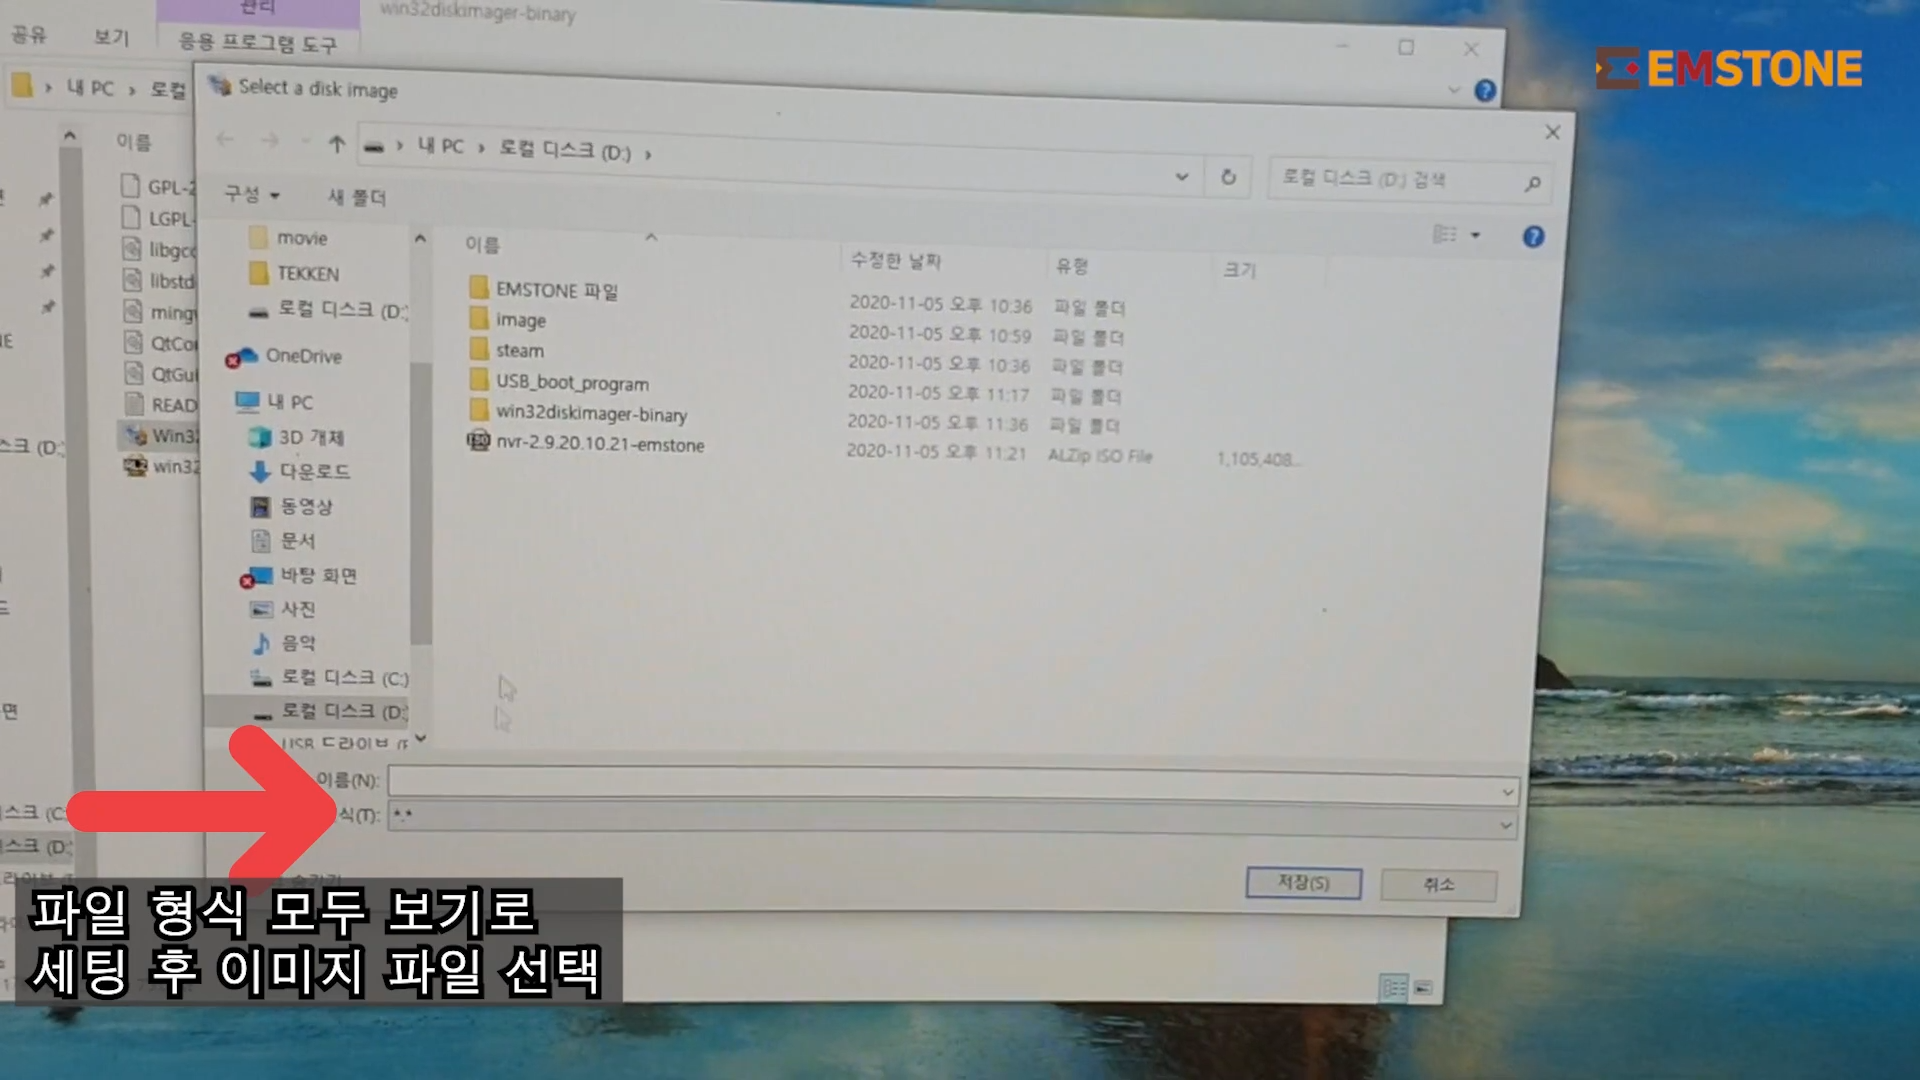 관리
win32diskimager-binary
공유
보기
응용 프로그램 도구
EMSTONE
내 PC
로컬
Select a disk image
이름
내 PC
로컬 디스크 (D:)
로컬 디스크 (D:) 검색
구성
새 폴더
GPL-2
LGPL-
libgcc
libstd
mingw
QtCor
QtGui
READ
Win32
win32
movie
TEKKEN
로컬 디스크 (D:)
OneDrive
내 PC
3D 개체
다운로드
동영상
문서
바탕 화면
사진
음악
로컬 디스크 (C:)
로컬 디스크 (D:)
USB 드라이브
이름 수정한 날짜 유형 크기
EMSTONE 파일 2020-11-05 오후 10:36 파일 폴더
image 2020-11-05 오후 10:59 파일 폴더
steam 2020-11-05 오후 10:36 파일 폴더
USB_boot_program 2020-11-05 오후 11:17 파일 폴더
win32diskimager-binary 2020-11-05 오후 11:36 파일 폴더
nvr-2.9.20.10.21-emstone 2020-11-05 오후 11:21 ALZip ISO File 1,105,408...
이름(N):
식(T): *.*
저장(S)
취소
파일 형식 모두 보기로
세팅 후 이미지 파일 선택